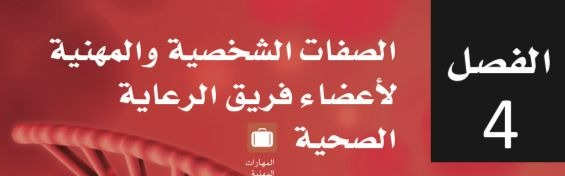 الفصل
4
الصفات الشخصية والمهنية
لأعضاء فريق الرعاية
الصحية
المهارات
المهنية